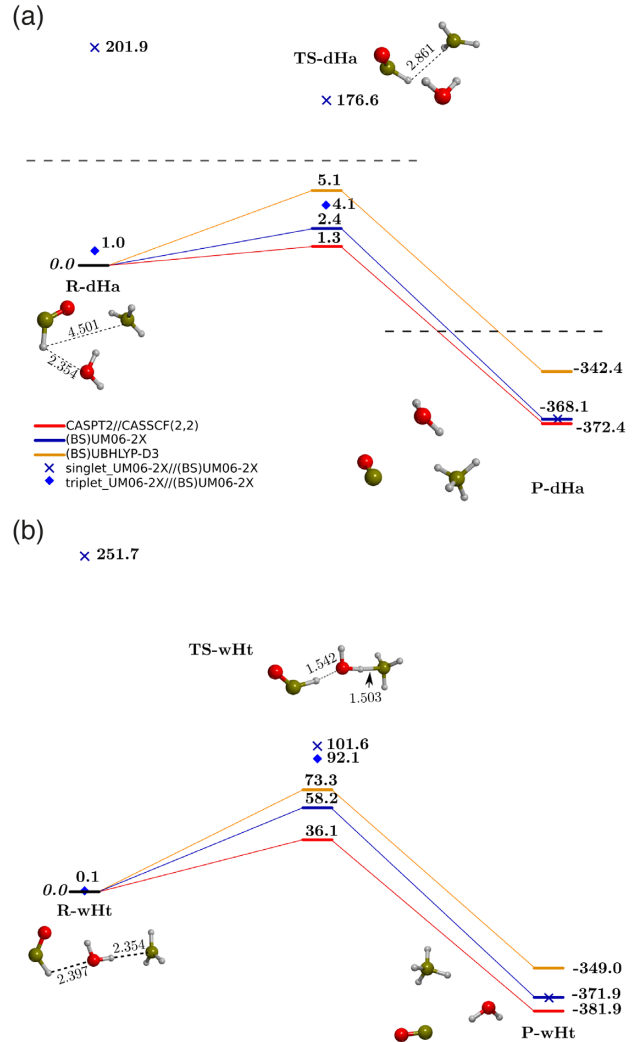 (a)
201.9
TS-dHa
2.861
176.6
5.1
4.1
2.4
1.3
1.0
0.0
R-dHa
4.501
2.354
-342.4
-368.1
-372.4
CASPT2//CASSCF(2,2)
(BS)UM06-2X
(BS)UBHLYP-D3
singlet_UM06-2X//(BS)UM06-2X
triplet_UM06-2X//(BS)UM06-2X
P-dHa
(b)
251.7
TS-wHt
1.542
1.503
101.6
92.1
73.3
58.2
36.1
0.1
0.0
R-wHt
2.354
2.397
-349.0
-371.9
-381.9
P-wHt